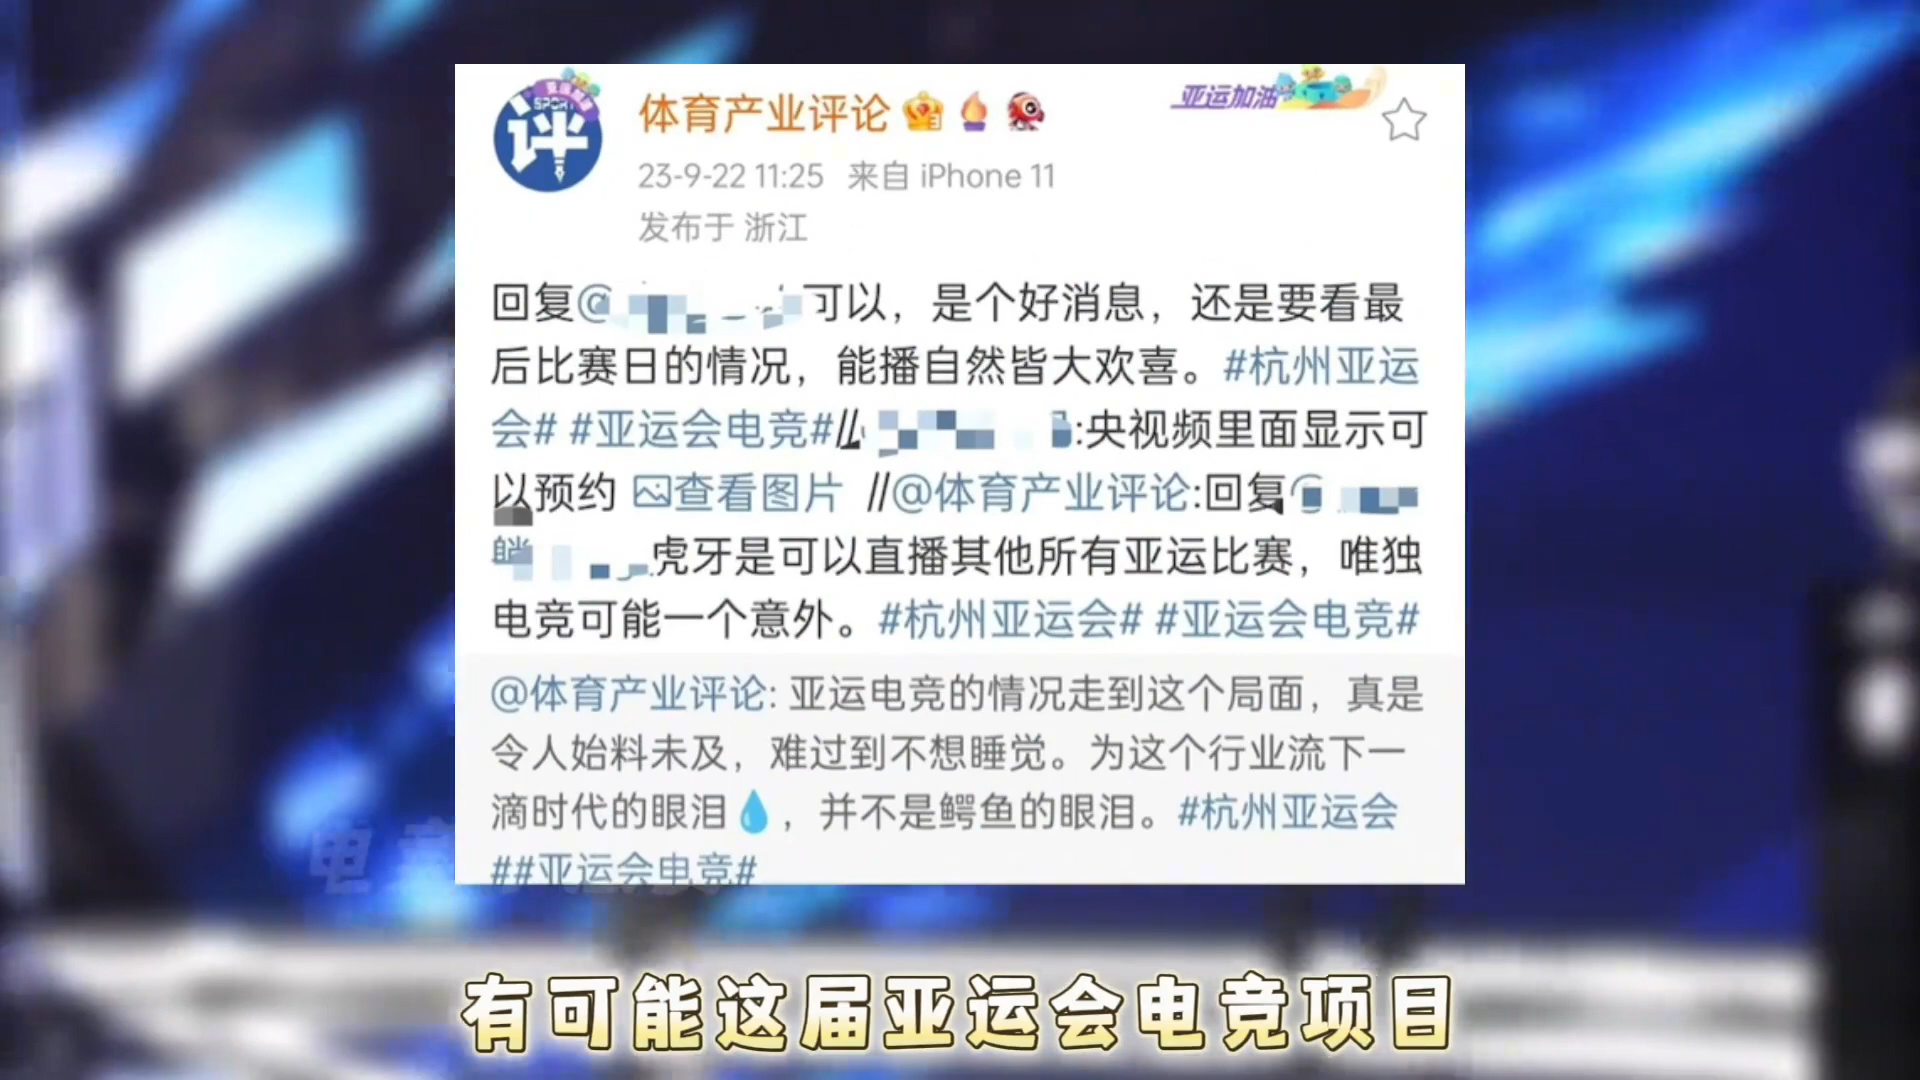 体育产业评论
亚运加油
SPORT
评
23-9-22 11:25 来自 iPhone 11
发布于 浙江
回复@ 可以，是个好消息，还是要看最
后比赛日的情况，能播自然皆大欢喜。#杭州亚运
会# #亚运会电竞#// :央视频里面显示可
以预约 查看图片 //@体育产业评论:回复@
虎牙是可以直播其他所有亚运比赛，唯独
电竞可能一个意外。#杭州亚运会# #亚运会电竞#
@体育产业评论: 亚运电竞的情况走到这个局面，真是
令人始料未及，难过到不想睡觉。为这个行业流下一
滴时代的眼泪💧，并不是鳄鱼的眼泪。#杭州亚运会
##亚运会电竞#
电竞
有可能这届亚运会电竞项目